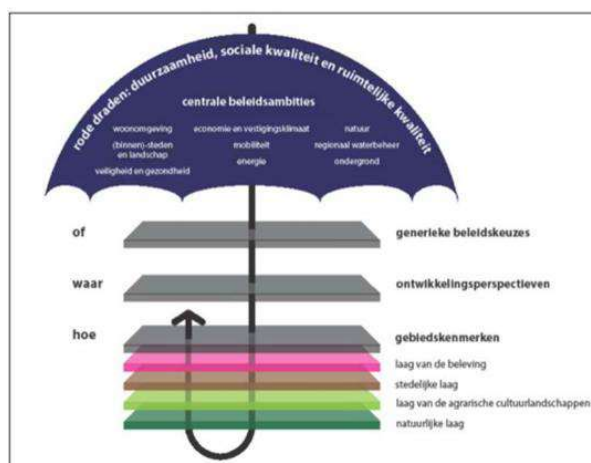 rode draden: duurzaamheid, sociale kwaliteit en ruimtelijke kwaliteit
centrale beleidsambities
woonomgeving
(binnen)-steden
en landschap
veiligheid en gezondheid
economie en vestigingsklimaat
mobiliteit
energie
natuur
regionaal waterbeheer
ondergrond
of
generieke beleidskeuzes
waar
ontwikkelingsperspectieven
hoe
gebiedskenmerken
laag van de beleving
stedelijke laag
laag van de agrarische cultuurlandschappen
natuurlijke laag